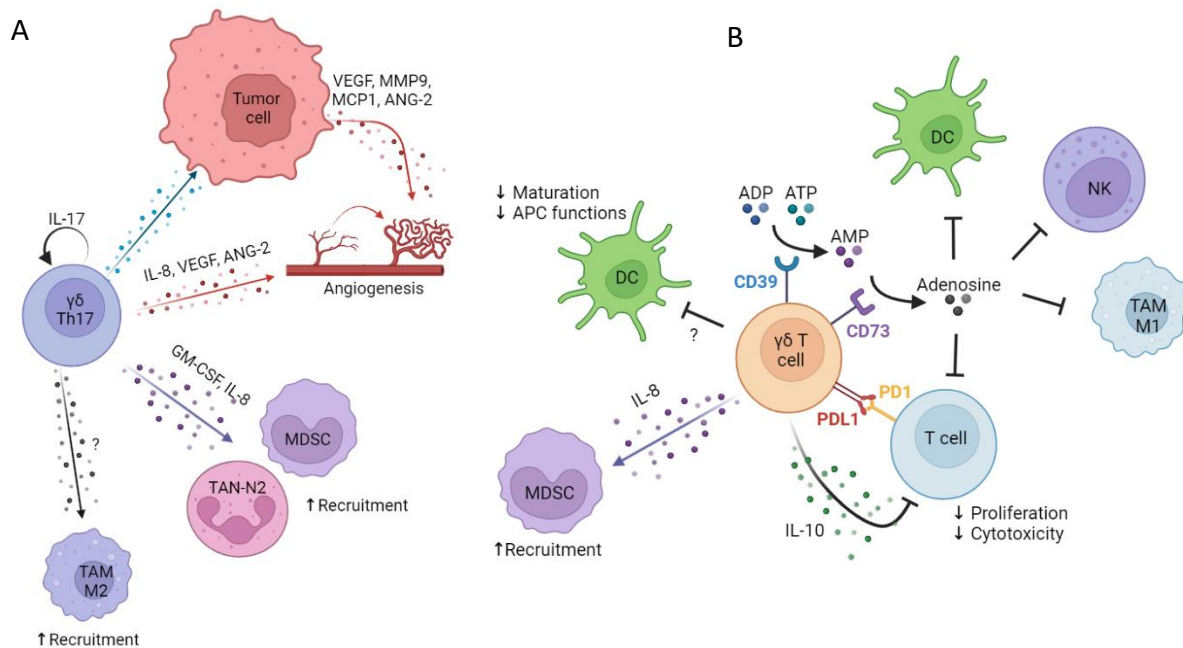 A
Tumor
cell
VEGF, MMP9,
MCP1, ANG-2
IL-17
γδ
Th17
IL-8, VEGF, ANG-2
Angiogenesis
GM-CSF, IL-8
MDSC
TAN-N2
↑Recruitment
?
TAM
M2
↑Recruitment
B
DC
NK
ADP ATP
AMP
↓ Maturation
↓ APC functions
DC
CD39
Adenosine
CD73
TAM
M1
?
γδ T
cell
IL-8
PD1
PDL1
T cell
MDSC
↑Recruitment
IL-10
↓ Proliferation
↓ Cytotoxicity